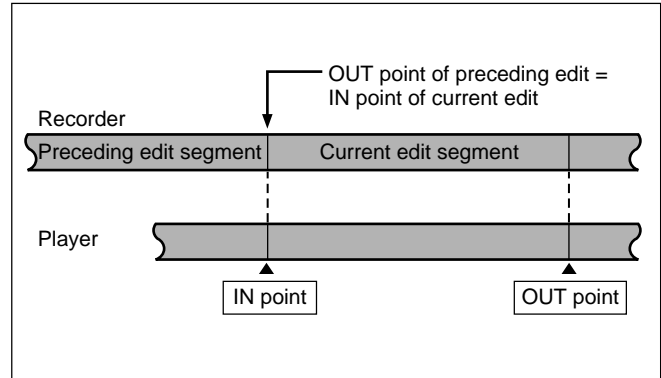 OUT point of preceding edit =
IN point of current edit
Recorder
Preceding edit segment
Current edit segment
Player
IN point
OUT point